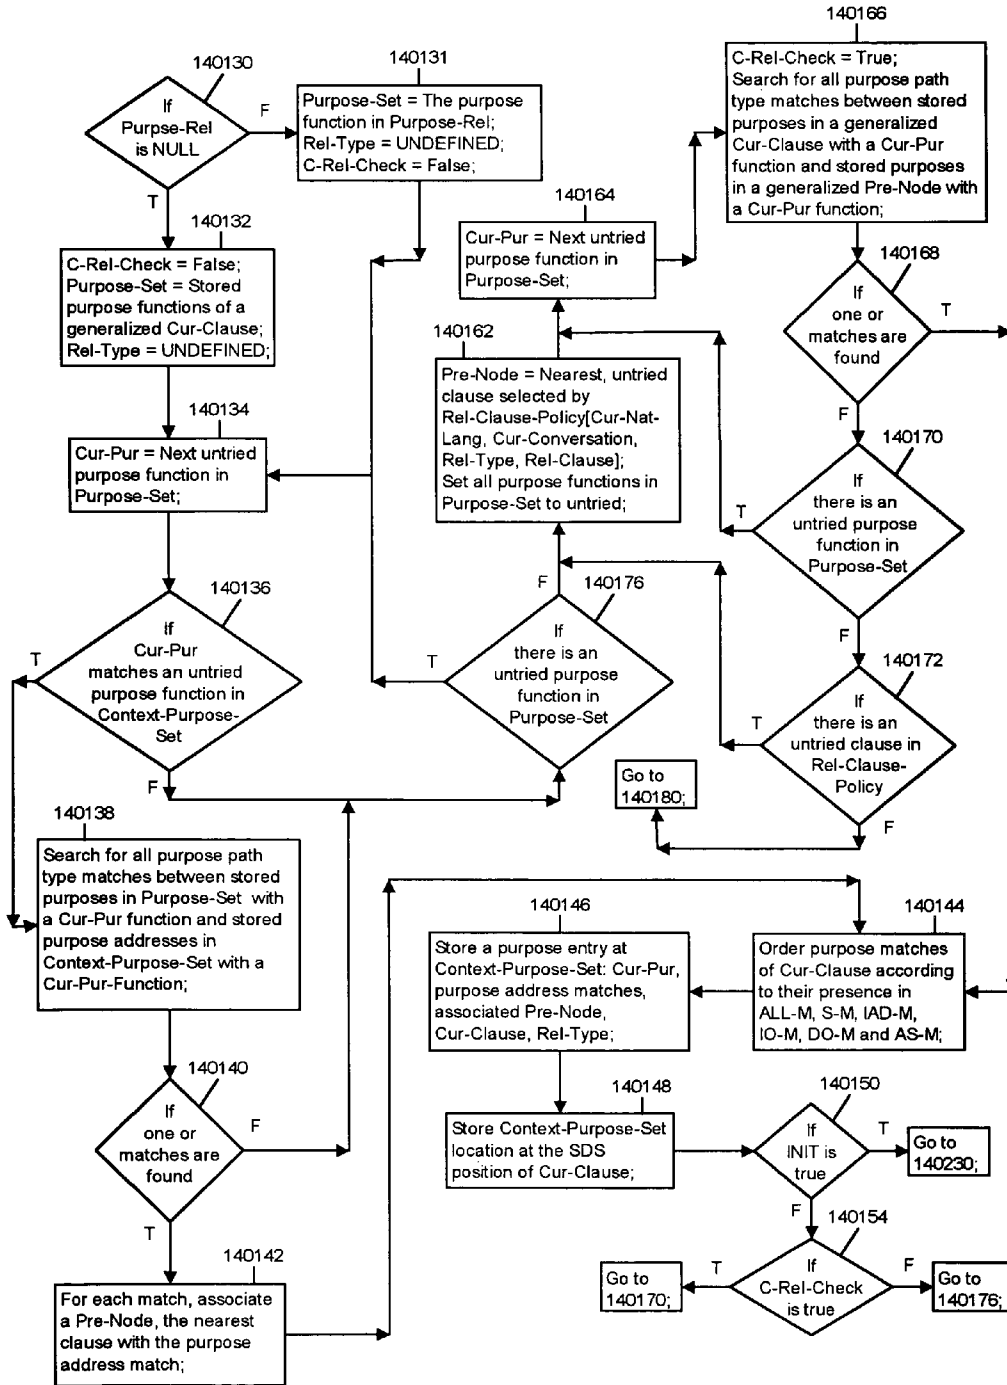 140130
If
Purpse-Rel
is NULL
F
T
140131
Purpose-Set = The purpose
function in Purpose-Rel;
Rel-Type = UNDEFINED;
C-Rel-Check = False;
140132
C-Rel-Check = False;
Purpose-Set = Stored
purpose functions of a
generalized Cur-Clause;
Rel-Type = UNDEFINED;
140134
Cur-Pur = Next untried
purpose function in
Purpose-Set;
140136
If
Cur-Pur
matches an untried
purpose function in
Context-Purpose-
Set
T
F
140138
Search for all purpose path
type matches between stored
purposes in Purpose-Set with
a Cur-Pur function and stored
purpose addresses in
Context-Purpose-Set with a
Cur-Pur-Function;
140140
If
one or
matches are
found
F
T
140142
For each match, associate
a Pre-Node, the nearest
clause with the purpose
address match;
140164
Cur-Pur = Next untried
purpose function in
Purpose-Set;
140162
Pre-Node = Nearest, untried
clause selected by
Rel-Clause-Policy[Cur-Nat-
Lang, Cur-Conversation,
Rel-Type, Rel-Clause];
Set all purpose functions in
Purpose-Set to untried;
140176
F
If
there is an
untried purpose
function in
Purpose-Set
T
140166
C-Rel-Check = True;
Search for all purpose path
type matches between stored
purposes in a generalized
Cur-Clause with a Cur-Pur
function and stored purposes
in a generalized Pre-Node with
a Cur-Pur function;
140168
If
one or
matches are
found
T
F
140170
If
there is an
untried purpose
function in
Purpose-Set
T
F
140172
If
there is an
untried clause in
Rel-Clause-
Policy
T
F
Go to
140180;
140144
Order purpose matches
of Cur-Clause according
to their presence in
ALL-M, S-M, IAD-M,
IO-M, DO-M and AS-M;
140146
Store a purpose entry at
Context-Purpose-Set: Cur-Pur,
purpose address matches,
associated Pre-Node,
Cur-Clause, Rel-Type;
140148
Store Context-Purpose-Set
location at the SDS
position of Cur-Clause;
140150
If
INIT is
true
T
Go to
140230;
F
140154
If
C-Rel-Check
is true
T
Go to
140170;
F
Go to
140176;